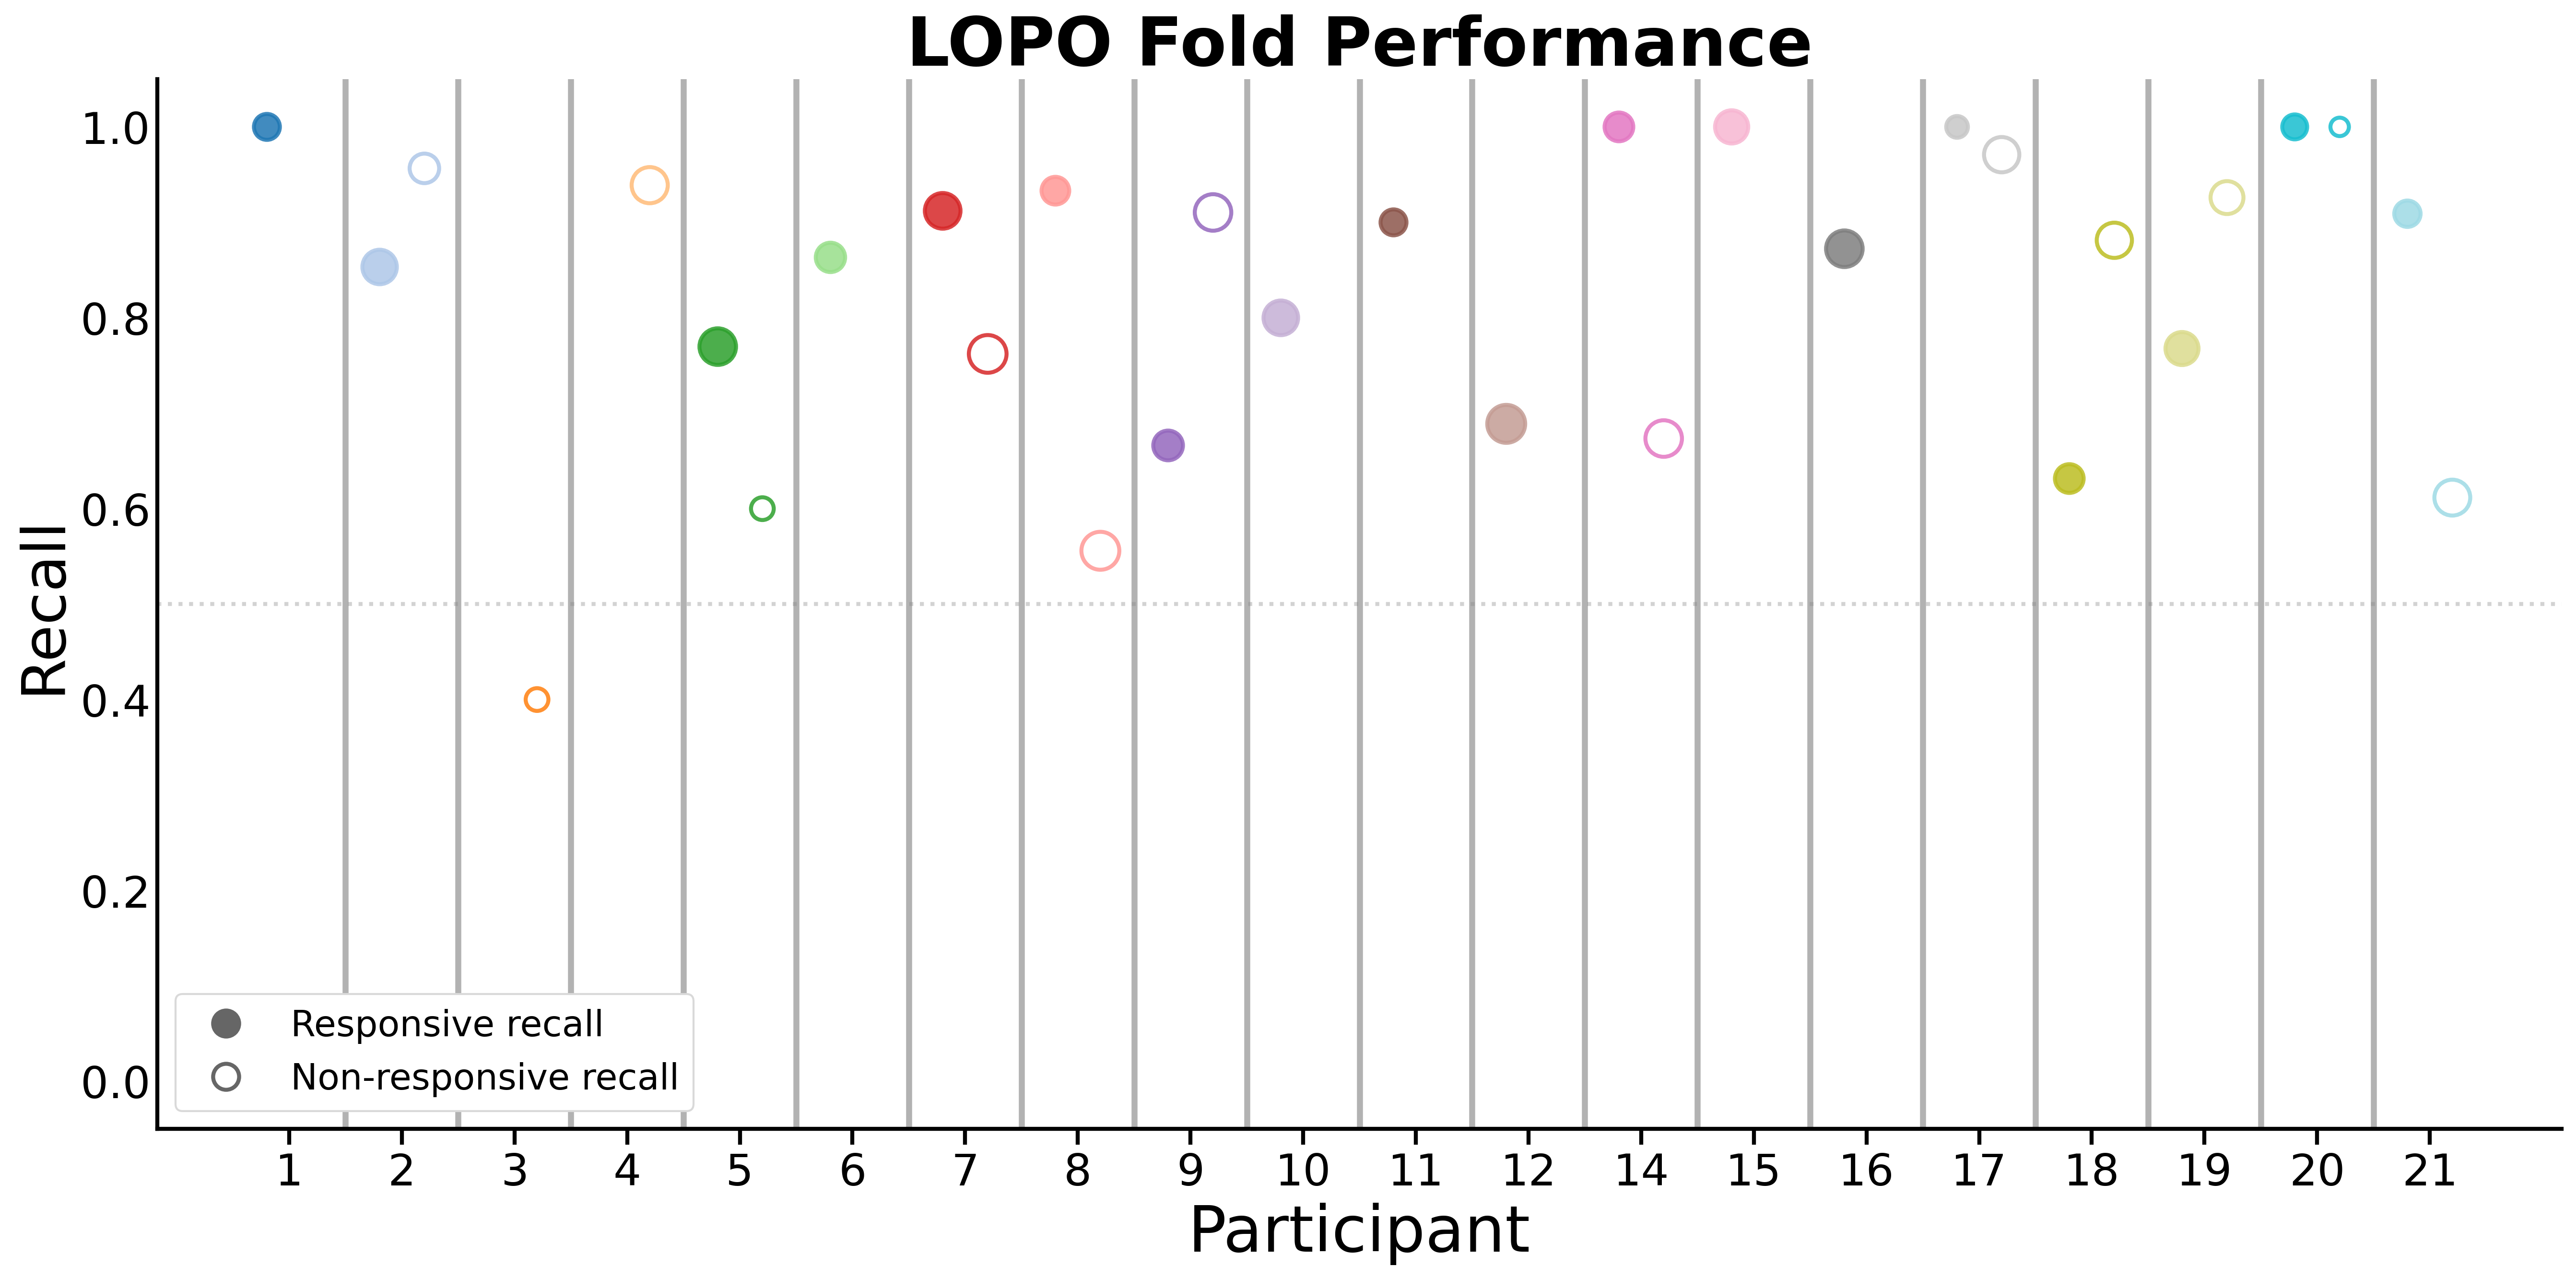 LOPO Fold Performance
Recall
1.0
0.8
0.6
0.4
0.2
0.0
Responsive recall
Non-responsive recall
1 2 3 4 5 6 7 8 9 10 11 12 14 15 16 17 18 19 20 21
Participant